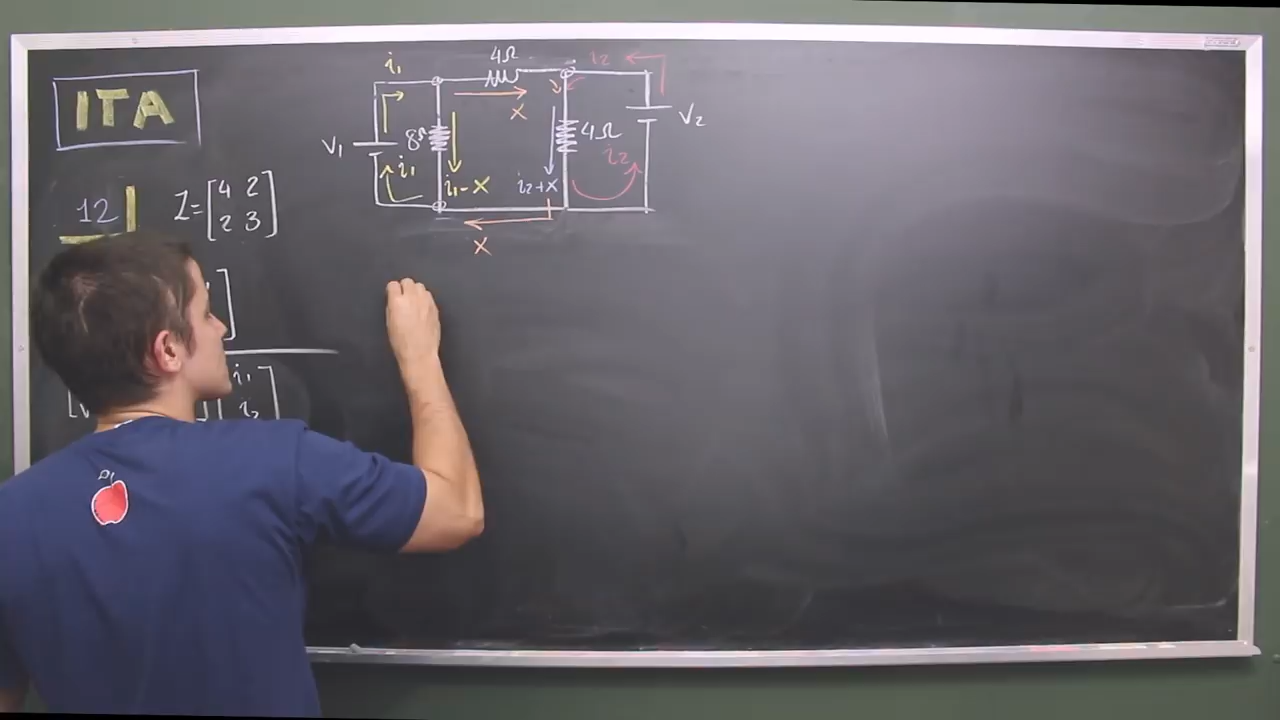 ITA
12
Z = [4 2
2 3]
i₁
i₂
i₁
4Ω
i₂
X
V₁
8Ω
4Ω
V₂
i₁
i₁-X
i₂+X
i₂
X